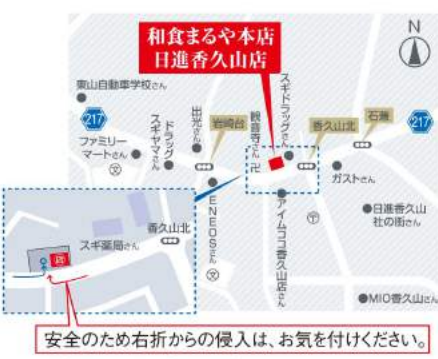 和食まるや本店
日進香久山店
N
東山自動車学校さん
217
ファミリーマートさん
ドラッグスギヤマさん
出光さん
岩崎台
観音寺さん
スギドラッグさん
香久山北
石兼
217
ガストさん
ENEOSさん
アイムココ香久山店さん
日進香久山
社の街さん
MIO香久山さん
香久山北
スギ薬局さん
P
安全のため右折からの侵入は、お気を付けください。